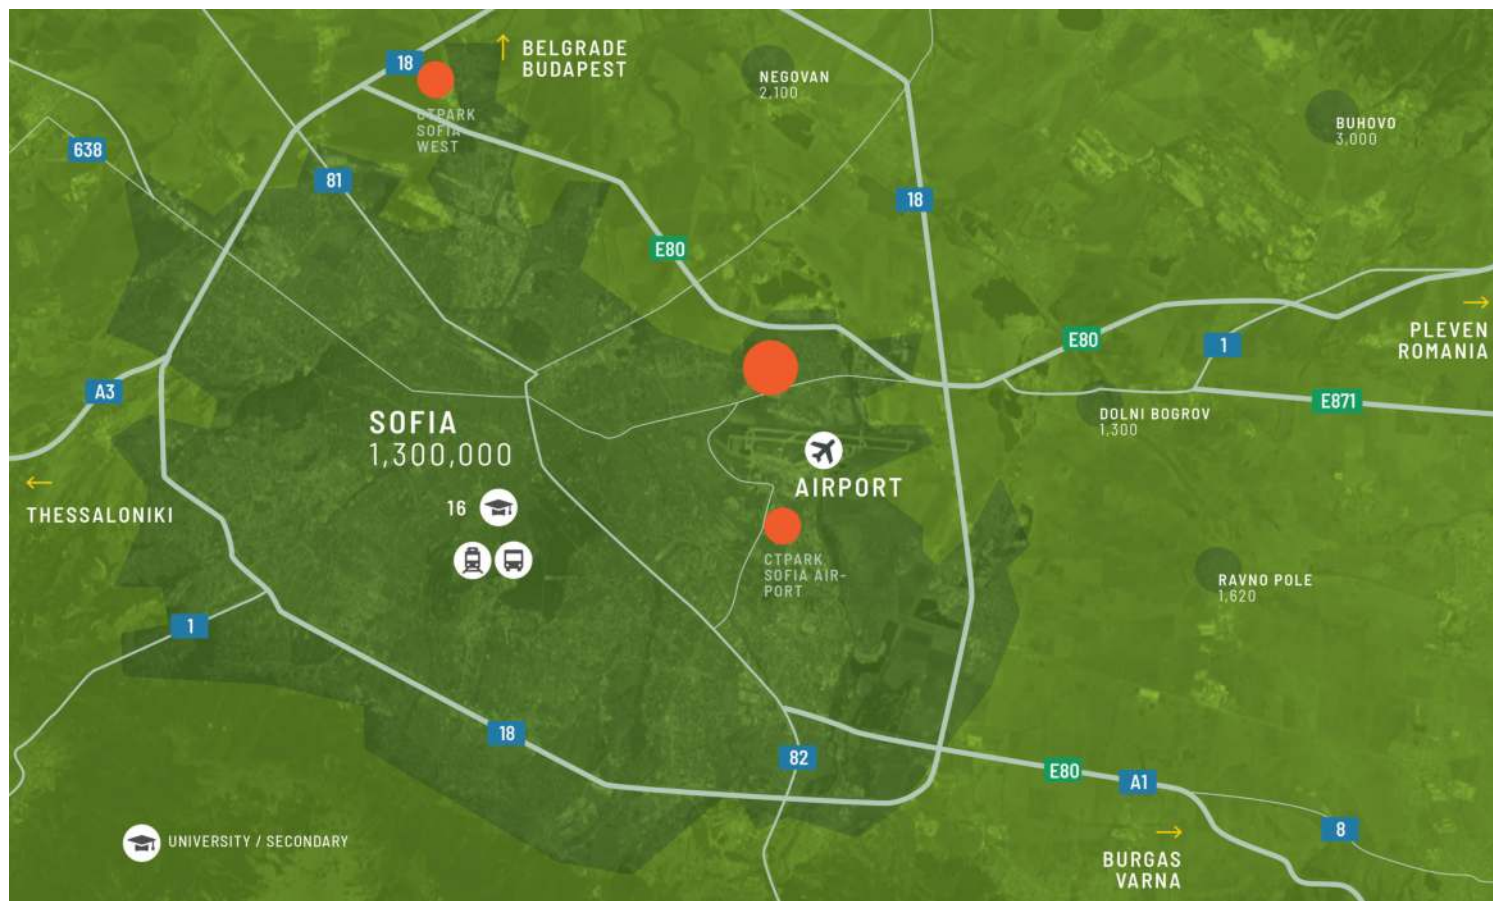 18
BELGRADE
BUDAPEST
NEGOVAN
2,100
CTPARK
SOFIA
WEST
BUHOVO
3,000
638
81
18
E80
PLEVEN
ROMANIA
E80
1
A3
E871
SOFIA
1,300,000
DOLNI BOGROV
1,300
AIRPORT
THESSALONIKI
16
CTPARK
SOFIA AIR-
PORT
RAVNO POLE
1,620
1
18
82
E80
A1
8
UNIVERSITY / SECONDARY
BURGAS
VARNA